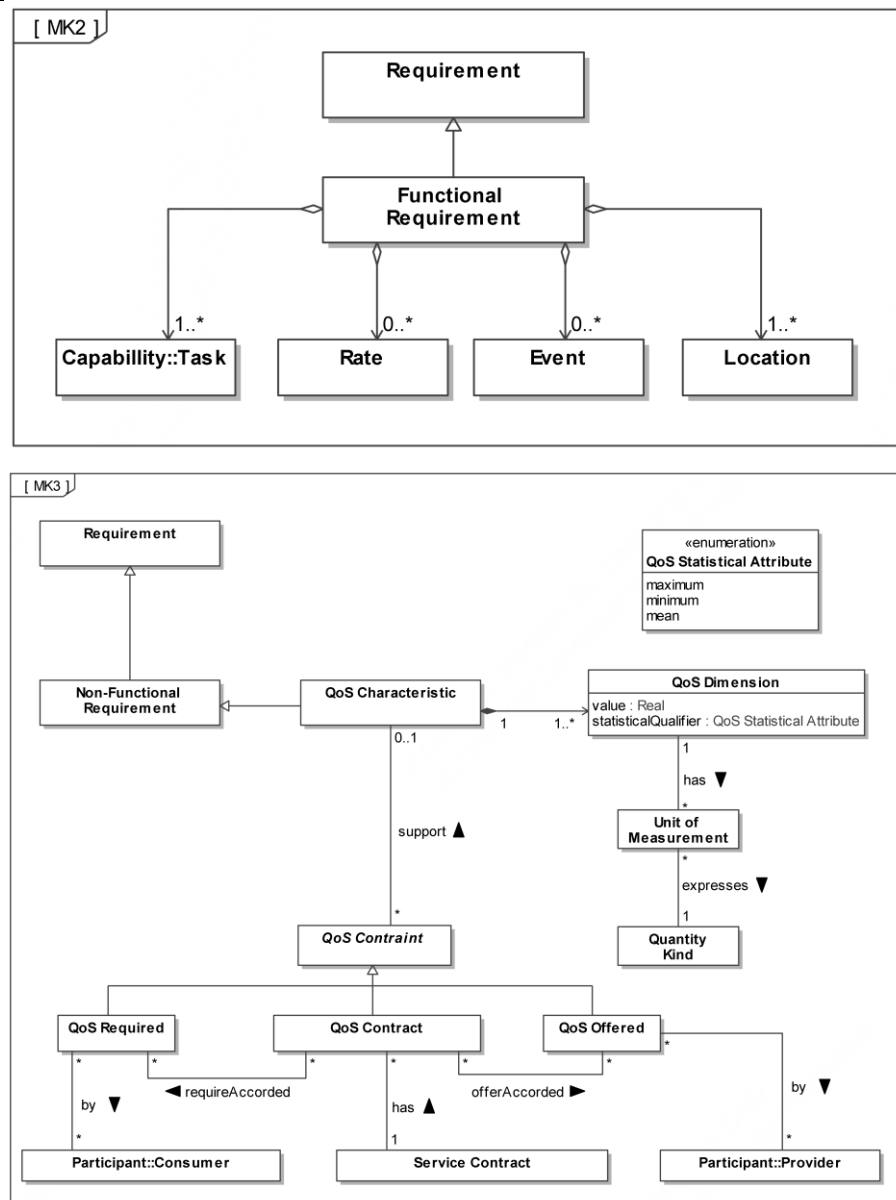 [ MK2 ]
Requirement
Functional
Requirement
1..*
0..*
0..*
1..*
Capabillity::Task
Rate
Event
Location
[ MK3 ]
Requirement
«enumeration»
QoS Statistical Attribute
maximum
minimum
mean
Non-Functional
Requirement
QoS Characteristic
1
1..*
QoS Dimension
value : Real
statisticalQualifier : QoS Statistical Attribute
0..1
1
has ▼
*
support ▲
Unit of
Measurement
*
expresses ▼
1
*
QoS Contraint
Quantity
Kind
QoS Required
QoS Contract
QoS Offered
*
*
*
*
*
*
*
◄ requireAccorded
offerAccorded ►
by ▼
has ▲
by ▼
*
1
*
Participant::Consumer
Service Contract
Participant::Provider